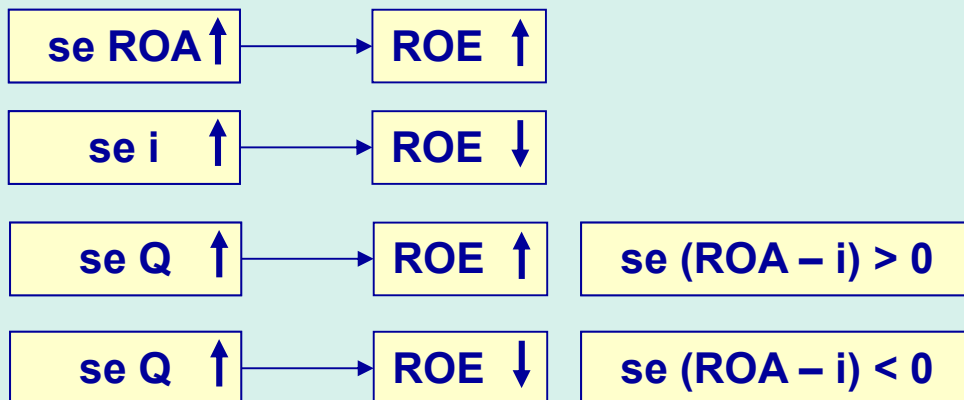 se ROA ROE
se i ROE
se Q ROE se (ROA – i) > 0
se Q ROE se (ROA – i) < 0